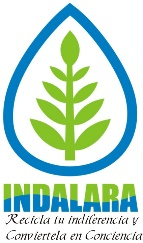 INDALARA
Recicla tu indiferencia y
Conviertela en Conciencia